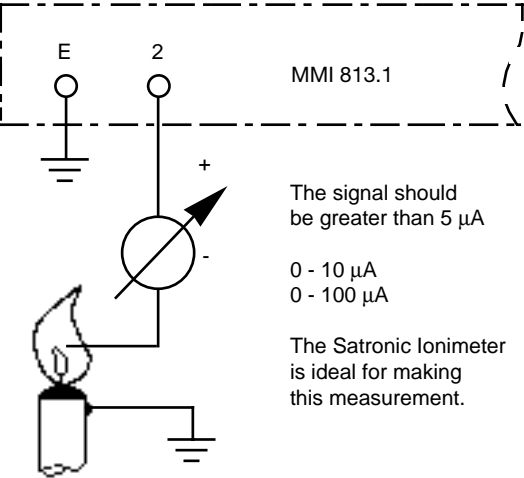 E
2
MMI 813.1
+
The signal should
be greater than 5 μA
-
0 - 10 μA
0 - 100 μA
The Satronic Ionimeter
is ideal for making
this measurement.